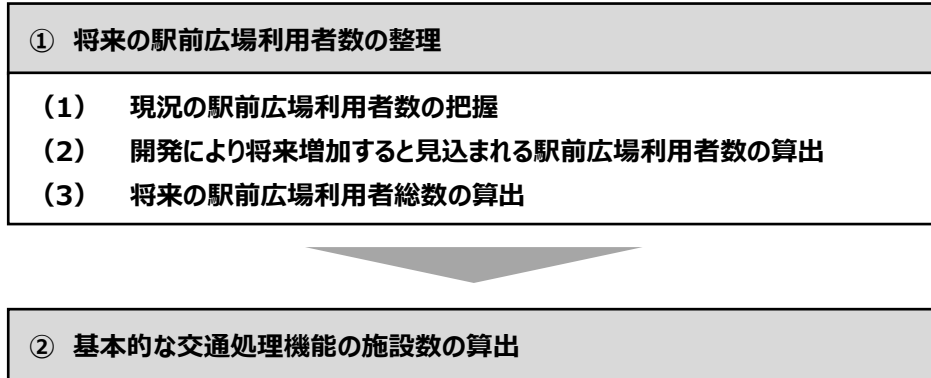 ① 将来の駅前広場利用者数の整理
（1） 現況の駅前広場利用者数の把握
（2） 開発により将来増加すると見込まれる駅前広場利用者数の算出
（3） 将来の駅前広場利用者総数の算出
② 基本的な交通処理機能の施設数の算出